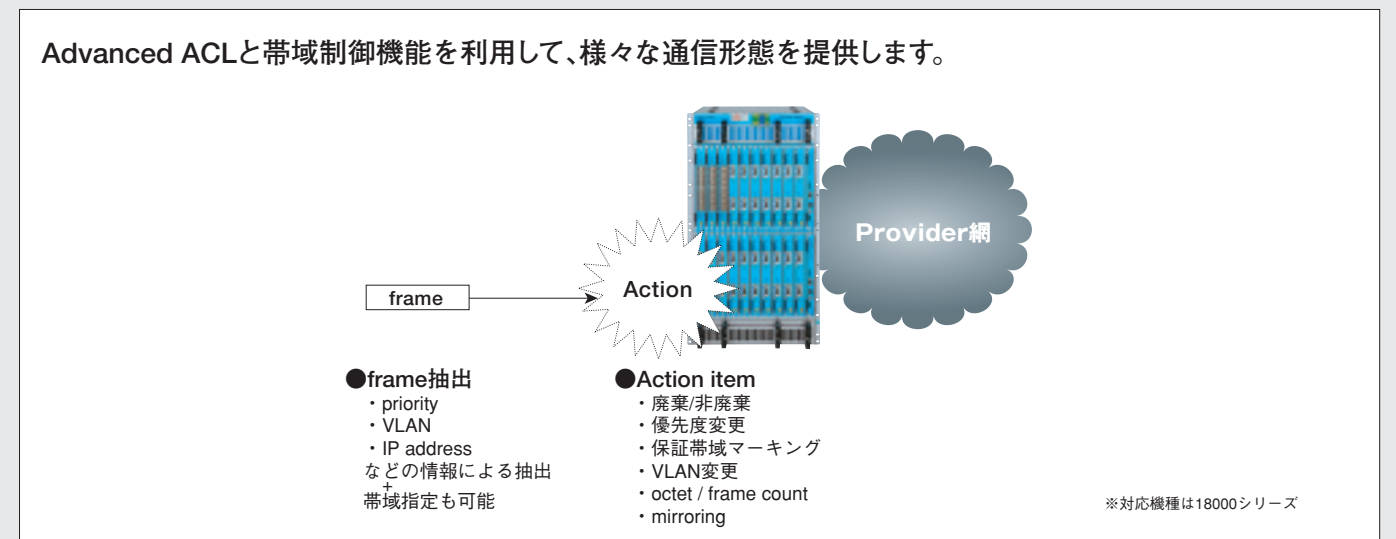 Advanced ACLと帯域制御機能を利用して、様々な通信形態を提供します。
Provider網
Action
frame
●frame抽出
・priority
・VLAN
・IP address
などの情報による抽出
+
帯域指定も可能
●Action item
・廃棄/非廃棄
・優先度変更
・保証帯域マーキング
・VLAN変更
・octet / frame count
・mirroring
※対応機種は18000シリーズ